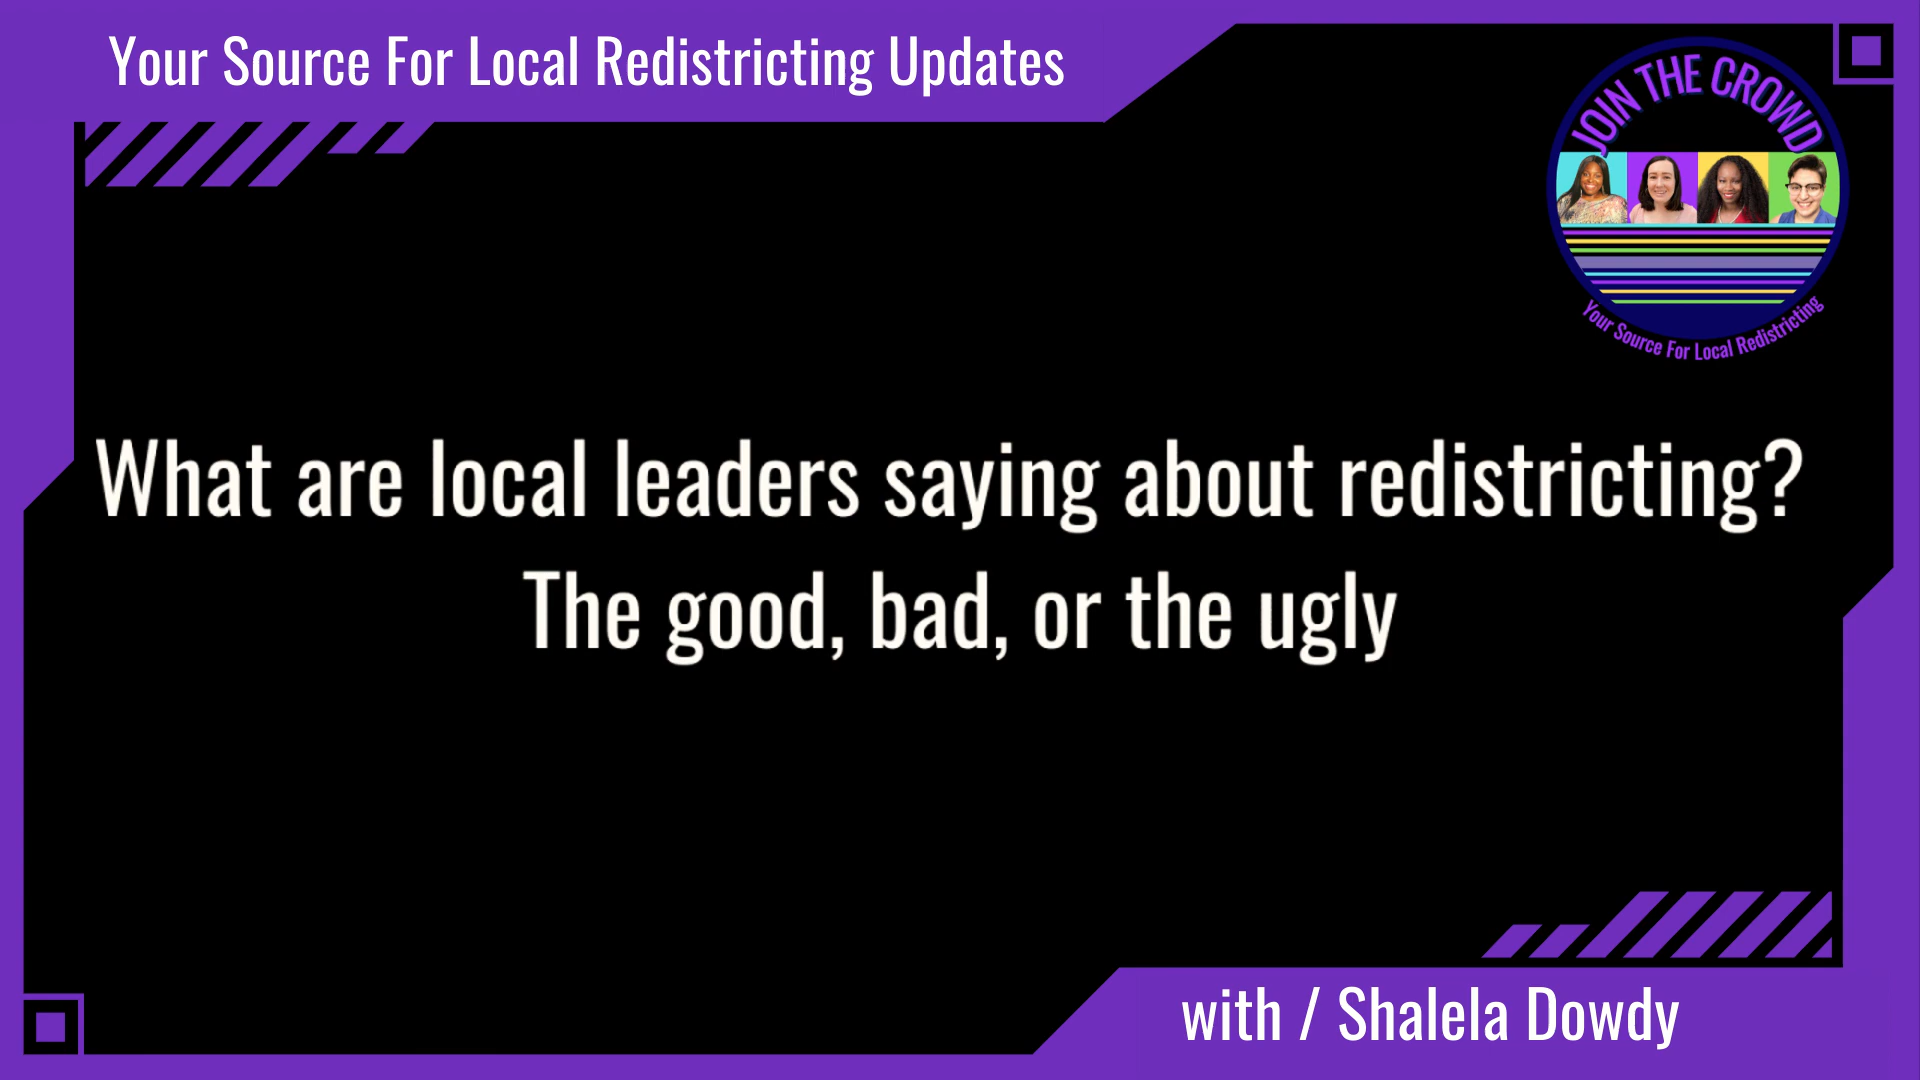 Your Source For Local Redistricting Updates
JOIN THE CROWD
Your Source For Local Redistricting
What are local leaders saying about redistricting?
The good, bad, or the ugly
with / Shalela Dowdy